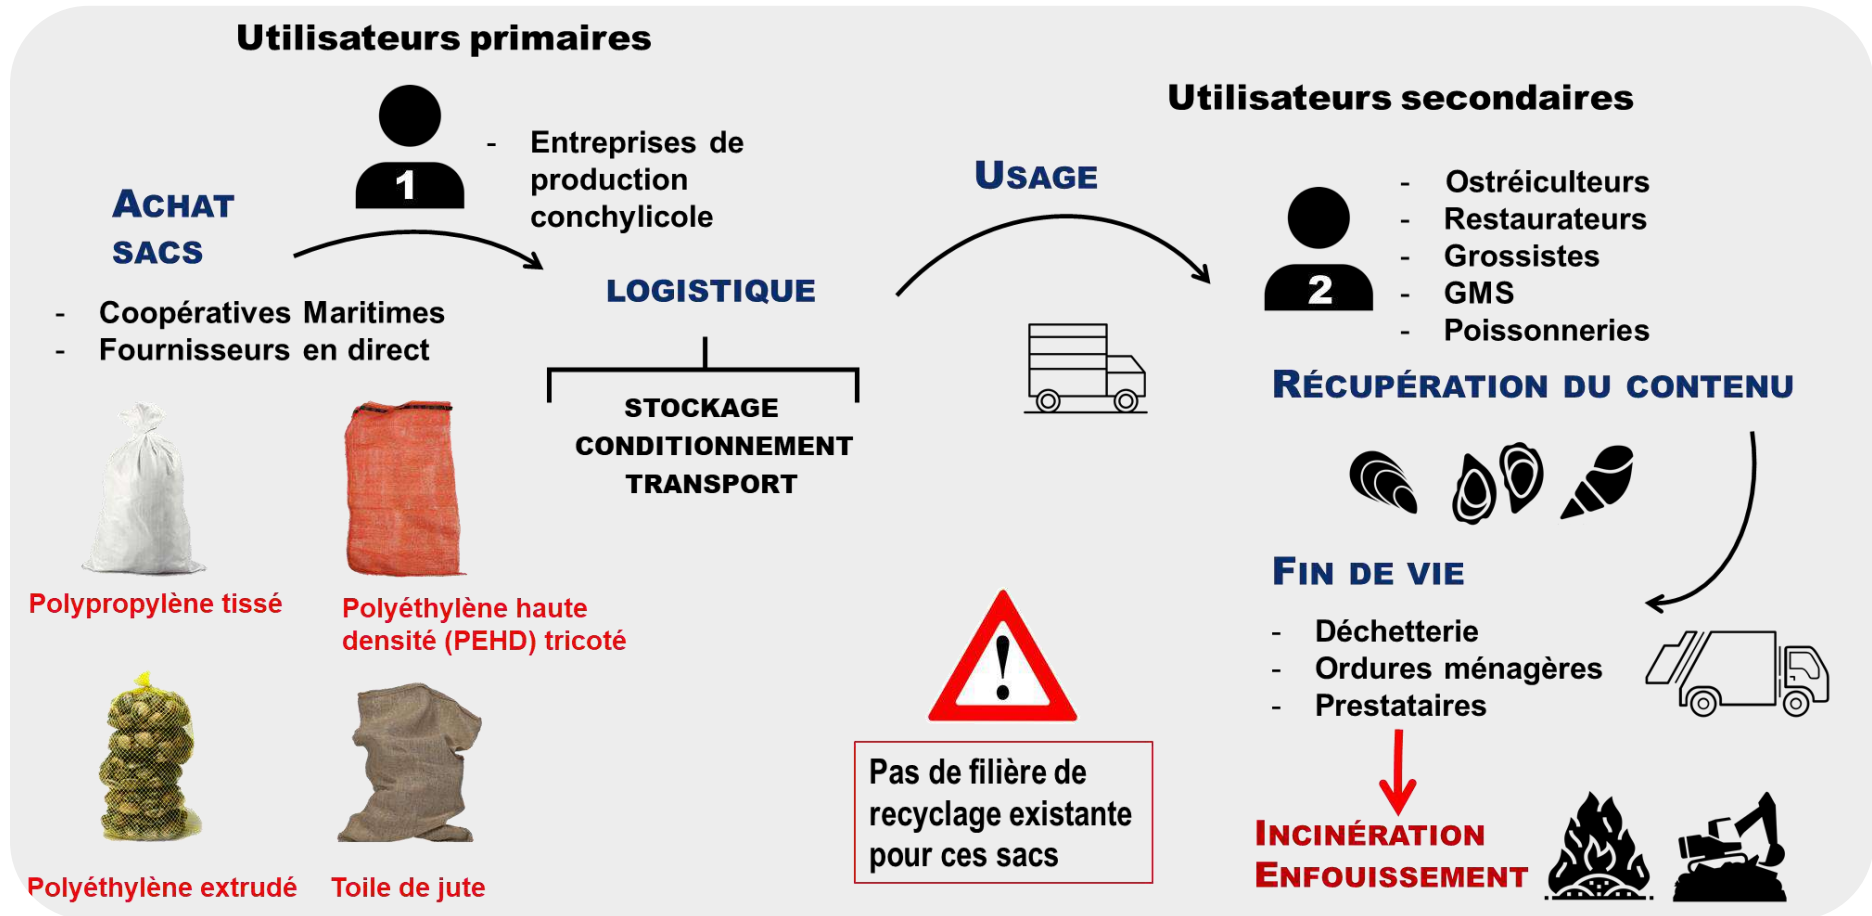 Utilisateurs primaires
1
- Entreprises de
production
conchylicole
ACHAT
SACS
- Coopératives Maritimes
- Fournisseurs en direct
Polypropylène tissé
Polyéthylène haute
densité (PEHD) tricoté
Polyéthylène extrudé
Toile de jute
LOGISTIQUE
STOCKAGE
CONDITIONNEMENT
TRANSPORT
USAGE
Utilisateurs secondaires
2
- Ostréiculteurs
- Restaurateurs
- Grossistes
- GMS
- Poissonneries
RÉCUPÉRATION DU CONTENU
FIN DE VIE
- Déchetterie
- Ordures ménagères
- Prestataires
INCINÉRATION
ENFOUISSEMENT
!
Pas de filière de
recyclage existante
pour ces sacs